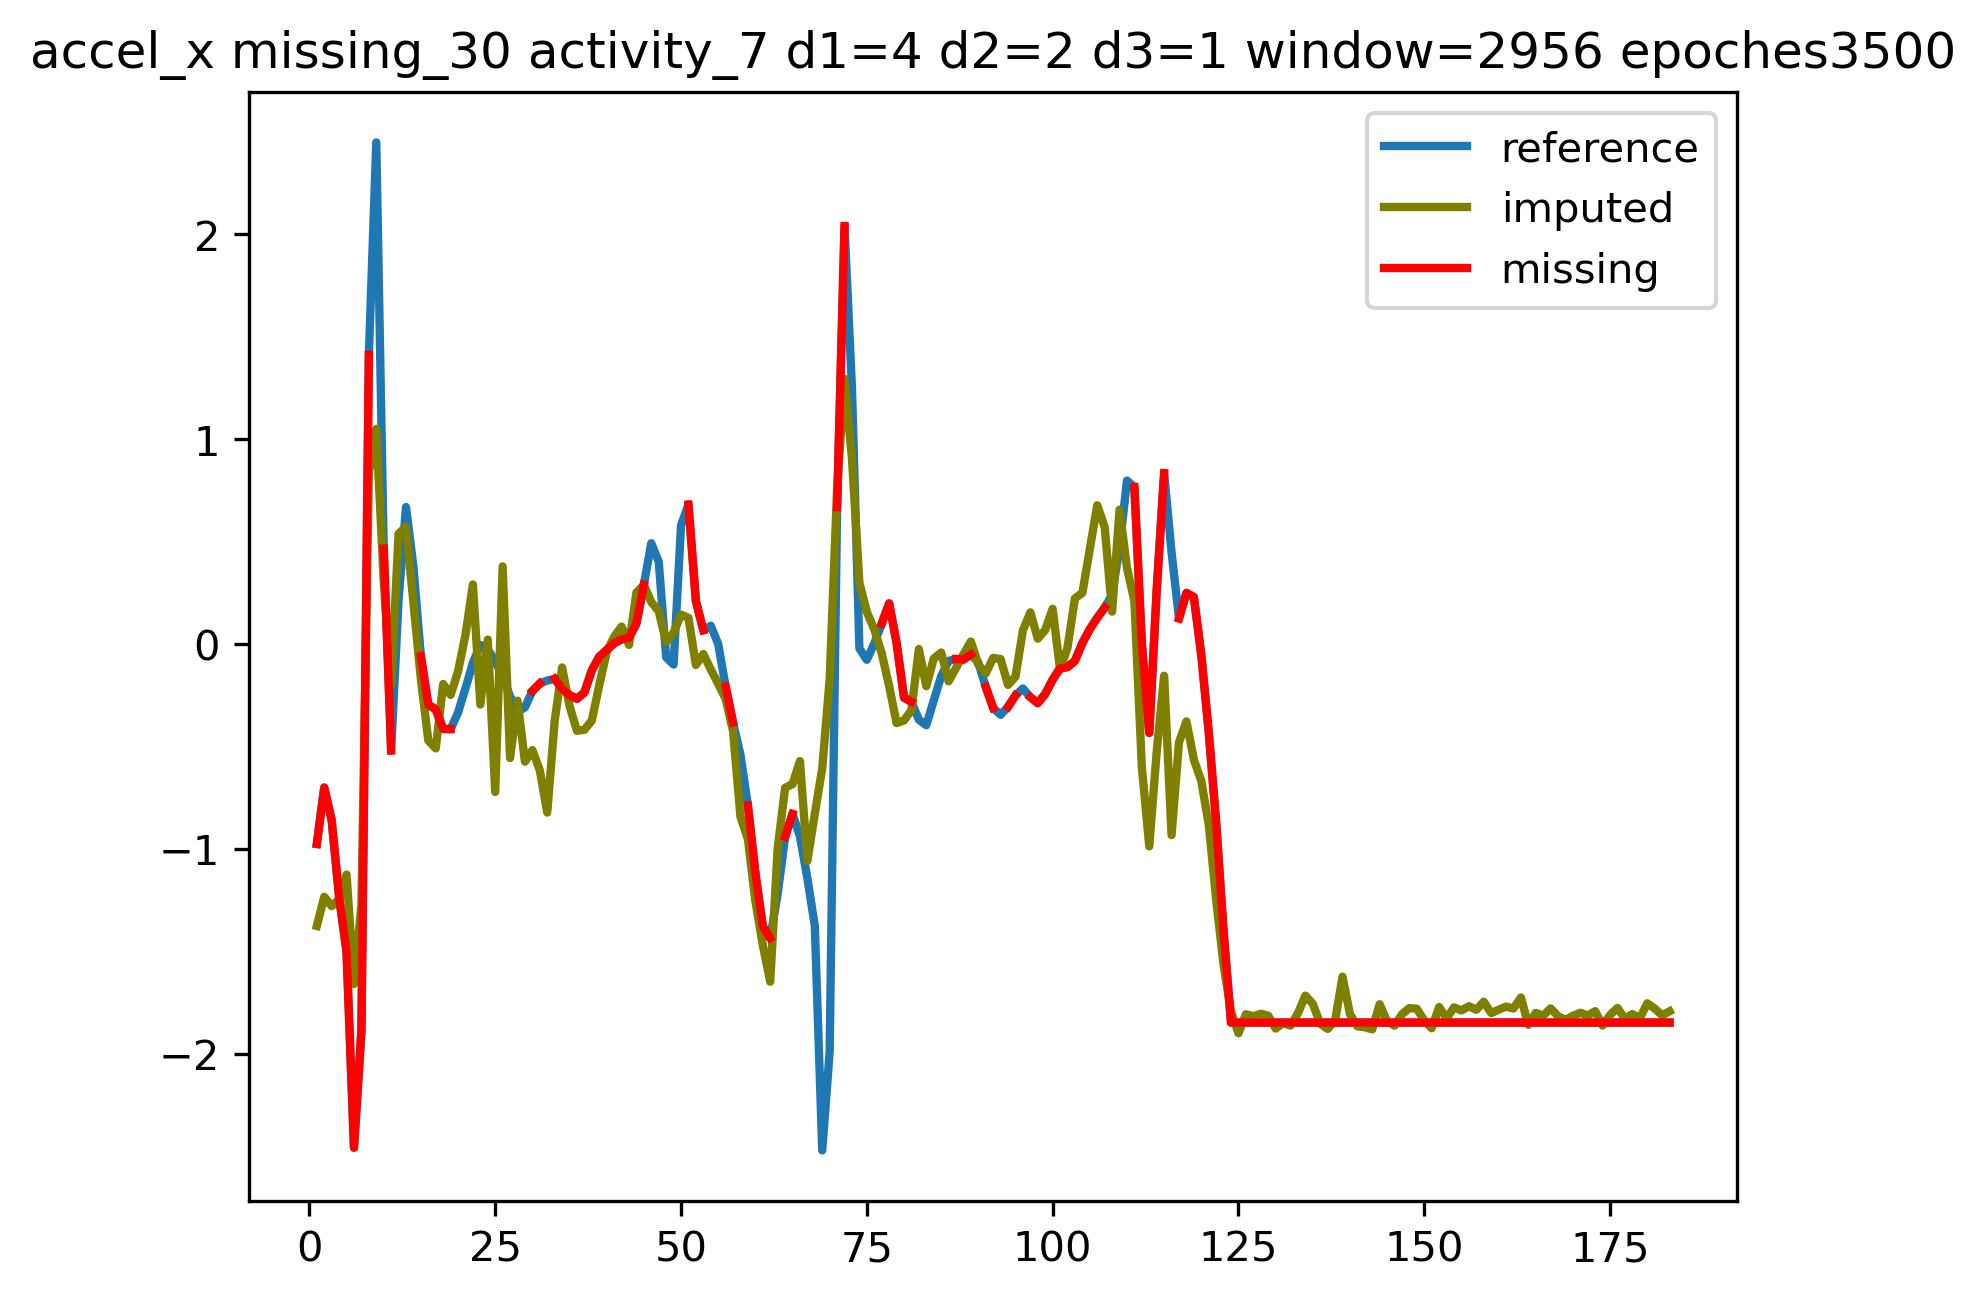 accel_x missing_30 activity_7 d1=4 d2=2 d3=1 window=2956 epoches3500
reference
imputed
missing
2
1
0
−1
−2
0 25 50 75 100 125 150 175